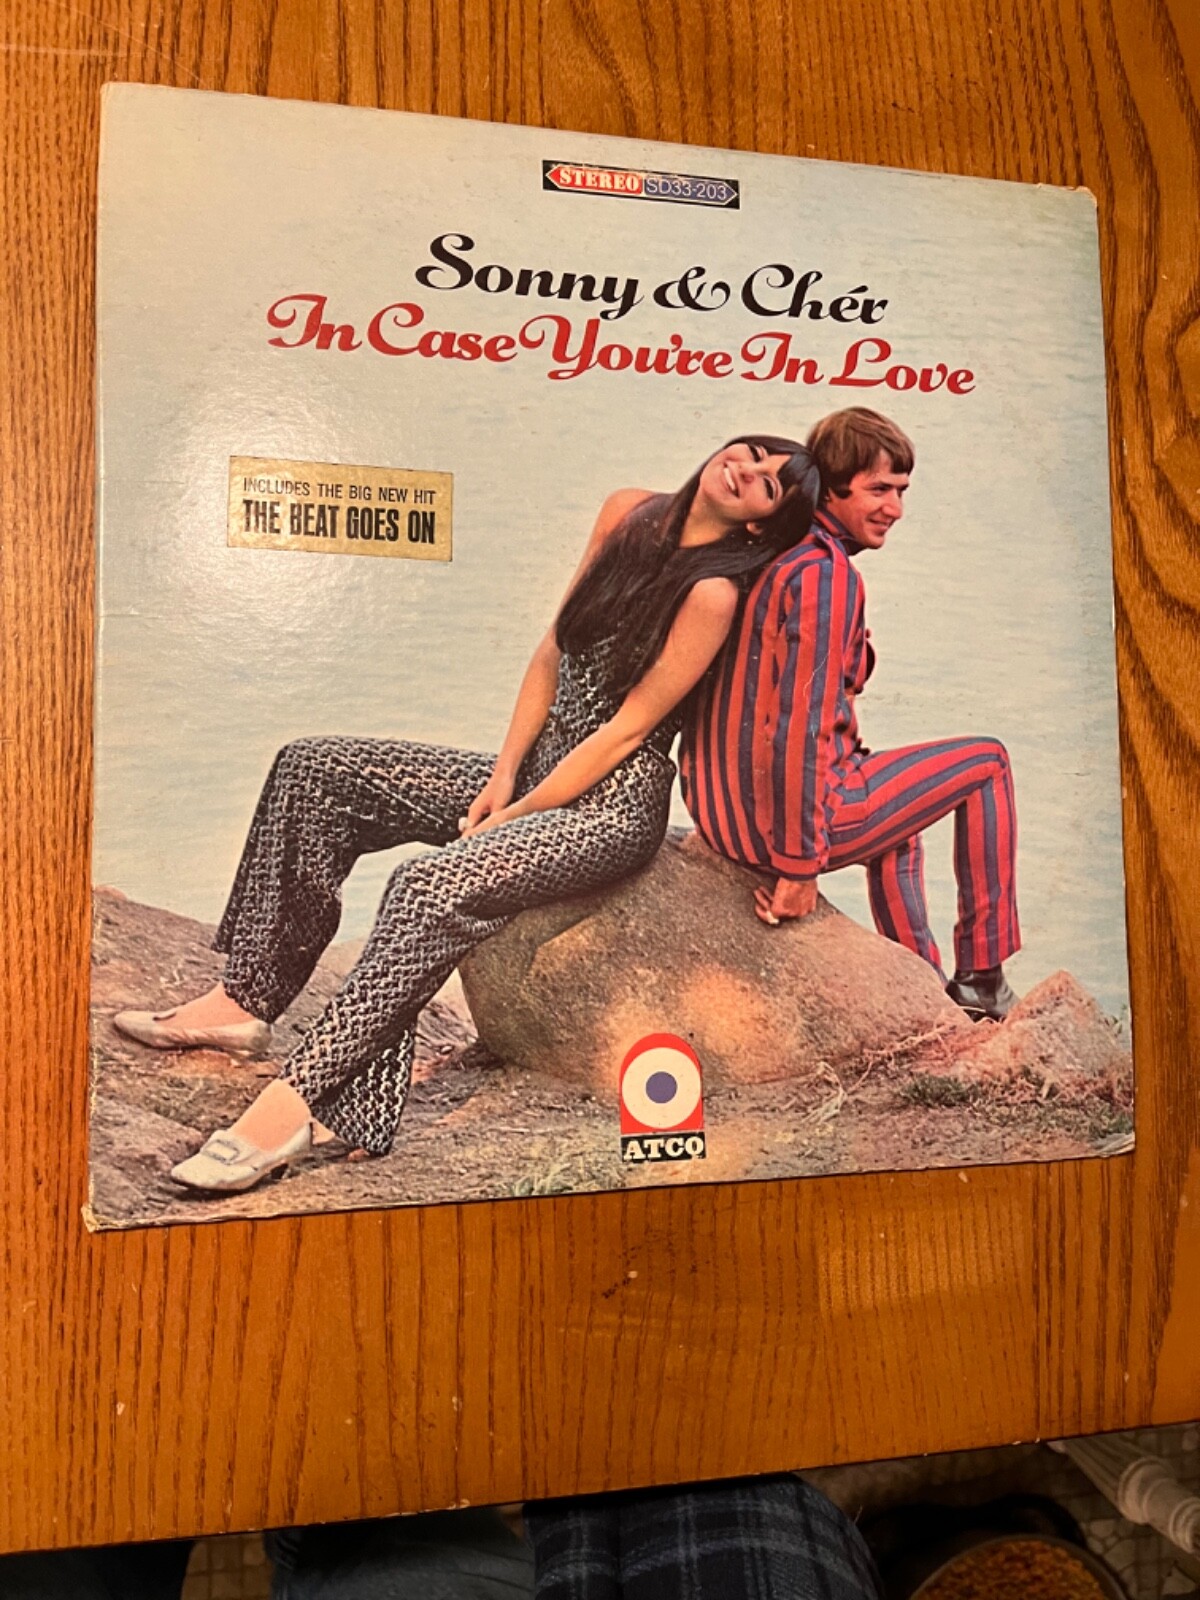 STEREO SD33-203
Sonny & Chér
In Case You're In Love
INCLUDES THE BIG NEW HIT
THE BEAT GOES ON
ATCO